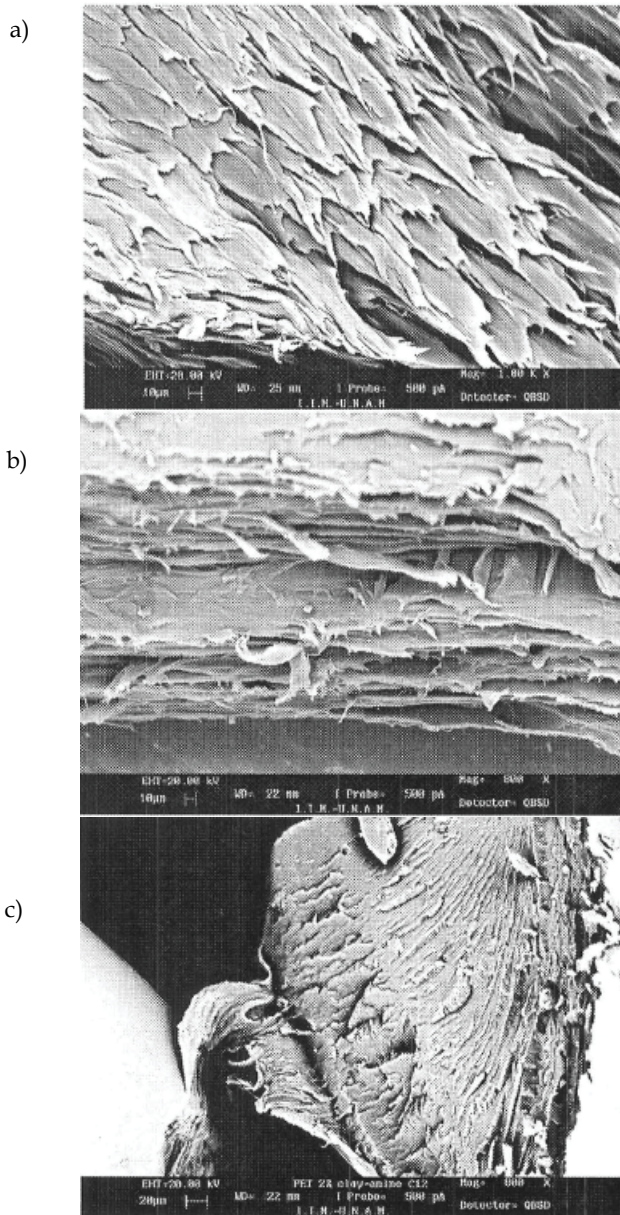 a)
EHT=20.00 kV
10µm
WD= 25 mm
I Probe= 500 pA
Mag= 1.00 K X
Detector= QBSD
I.I.M.-U.N.A.M
b)
EHT=20.00 kV
10µm
WD= 22 mm
I Probe= 500 pA
Mag= 800 X
Detector= QBSD
I.I.M.-U.N.A.M
c)
EHT=20.00 kV
20µm
PET 2% clay-amine C12
WD= 22 mm
I Probe= 500 pA
Mag= 800 X
Detector= QBSD
I.I.M.-U.N.A.M